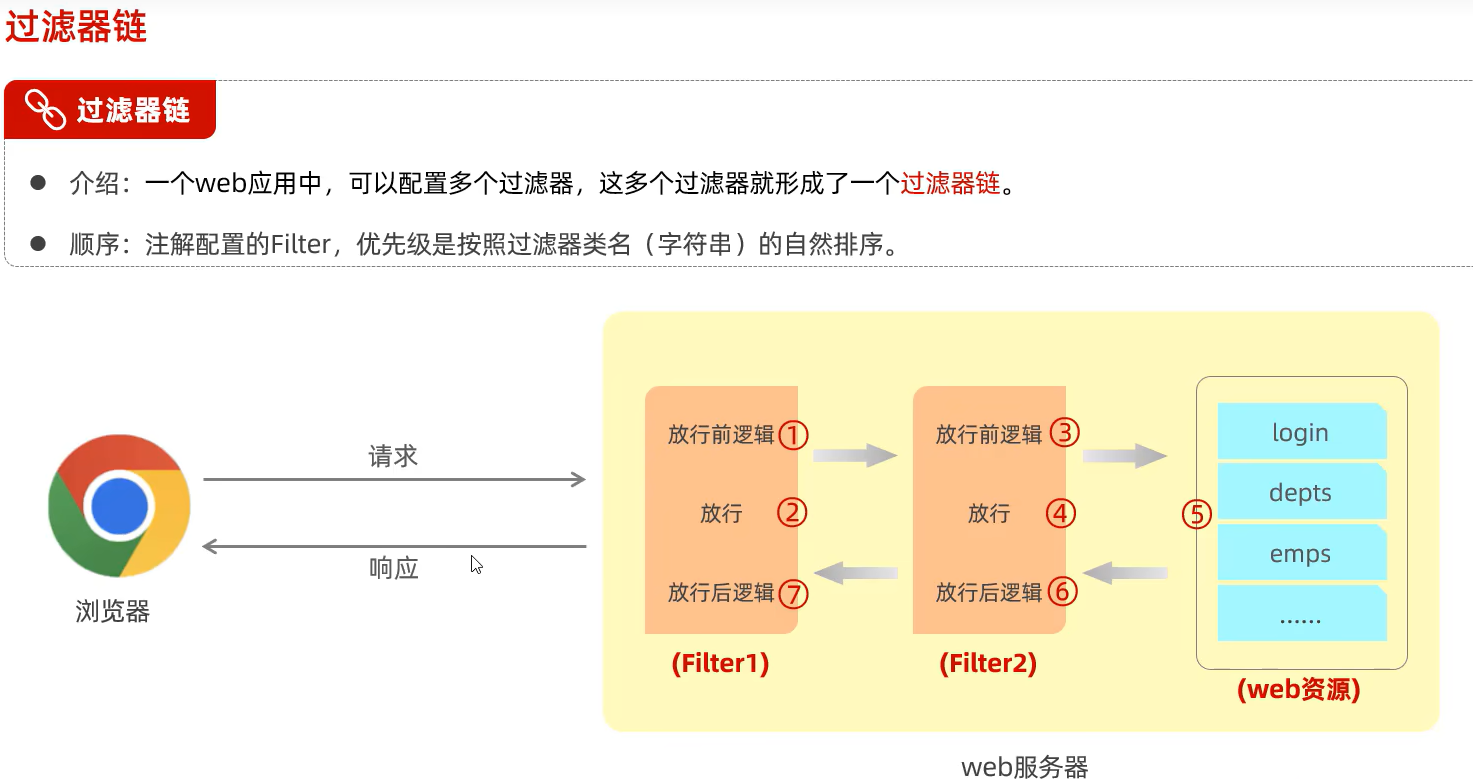 过滤器链
过滤器链
● 介绍：一个web应用中，可以配置多个过滤器，这多个过滤器就形成了一个过滤器链。
● 顺序：注解配置的Filter，优先级是按照过滤器类名（字符串）的自然排序。
请求
响应
浏览器
放行前逻辑①
放行 ②
放行后逻辑⑦
(Filter1)
放行前逻辑③
放行 ④
放行后逻辑⑥
(Filter2)
⑤
login
depts
emps
……
(web资源)
web服务器